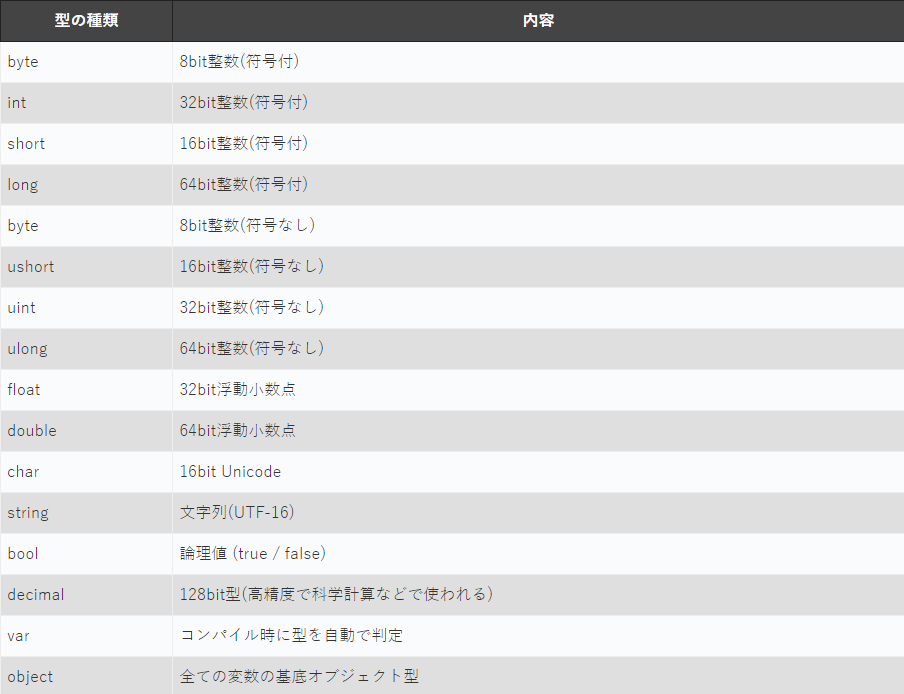 型の種類 内容
byte 8bit整数(符号付)
int 32bit整数(符号付)
short 16bit整数(符号付)
long 64bit整数(符号付)
byte 8bit整数(符号なし)
ushort 16bit整数(符号なし)
uint 32bit整数(符号なし)
ulong 64bit整数(符号なし)
float 32bit浮動小数点
double 64bit浮動小数点
char 16bit Unicode
string 文字列(UTF-16)
bool 論理値 (true / false)
decimal 128bit型(高精度で科学計算などで使われる)
var コンパイル時に型を自動で判定
object 全ての変数の基底オブジェクト型